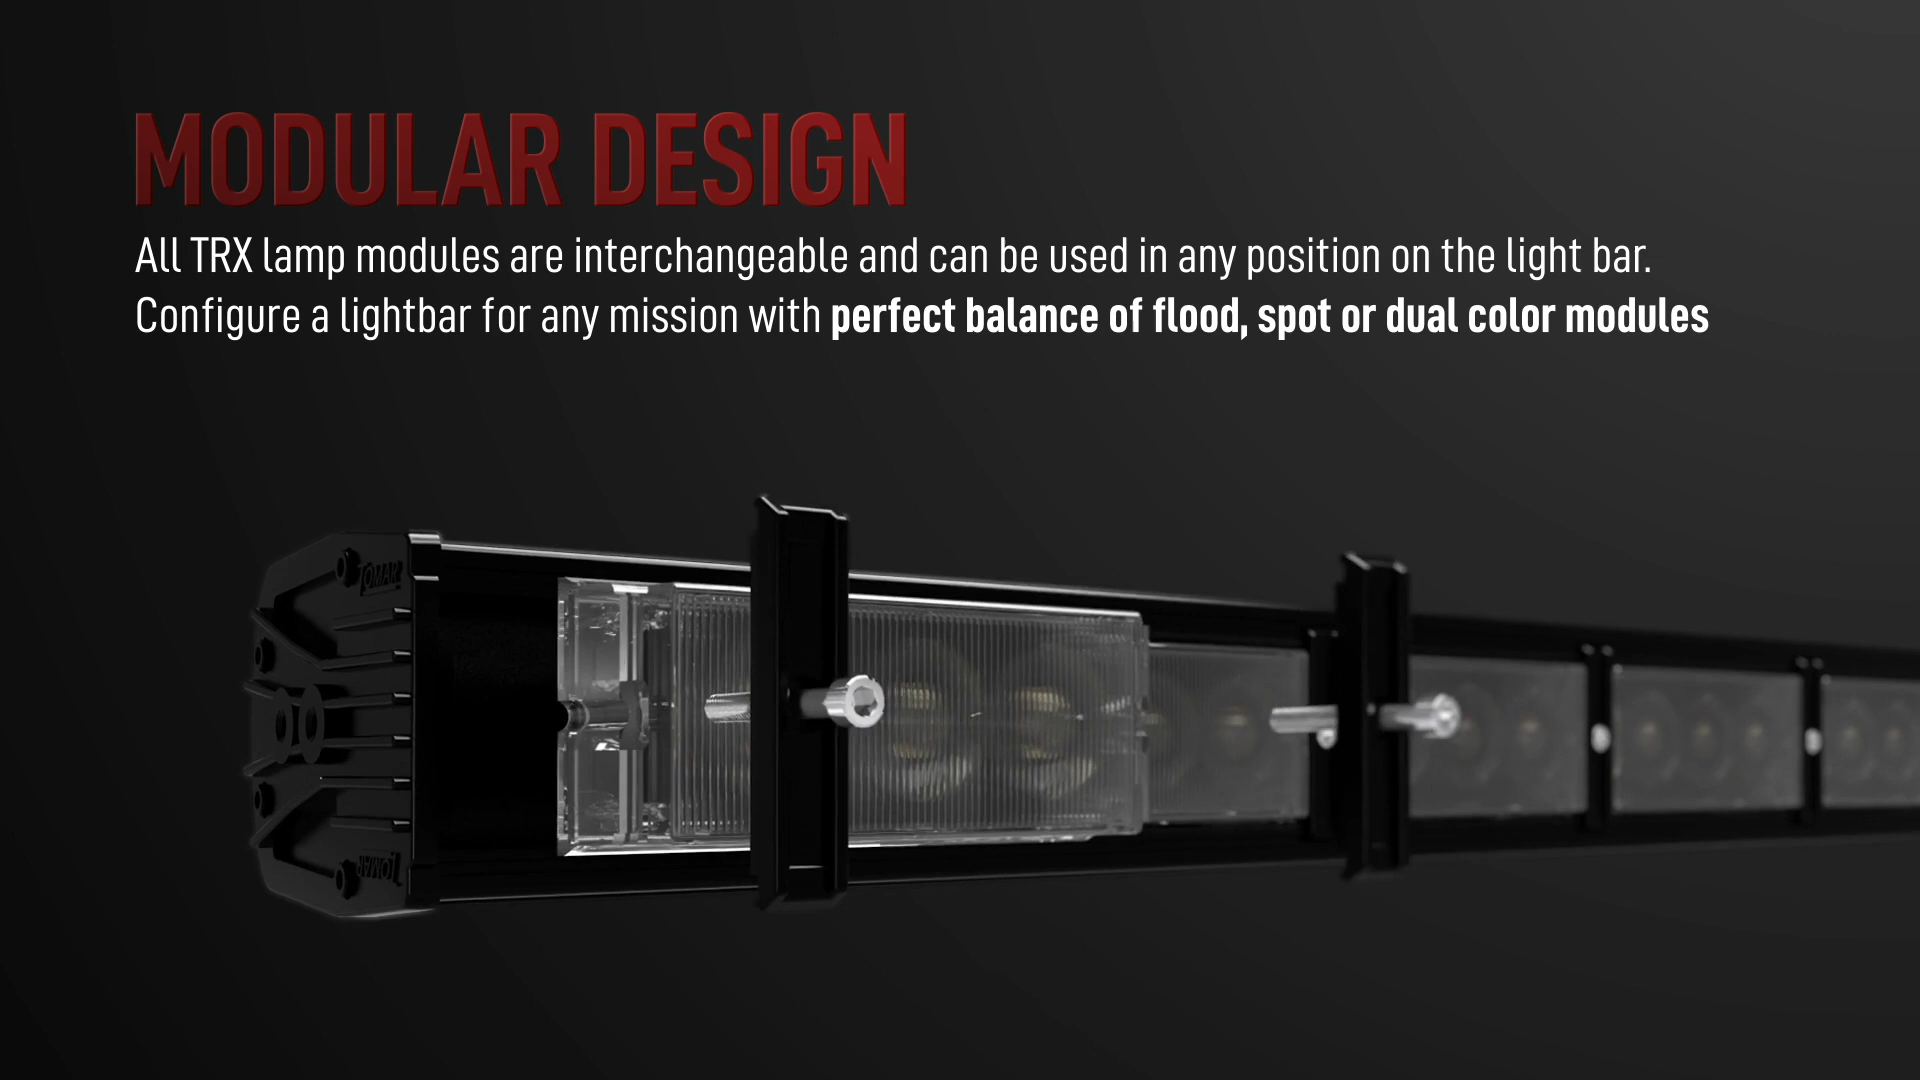 MODULAR DESIGN
All TRX lamp modules are interchangeable and can be used in any position on the light bar.
Configure a lightbar for any mission with perfect balance of flood, spot or dual color modules
TOMAR
TOMAR